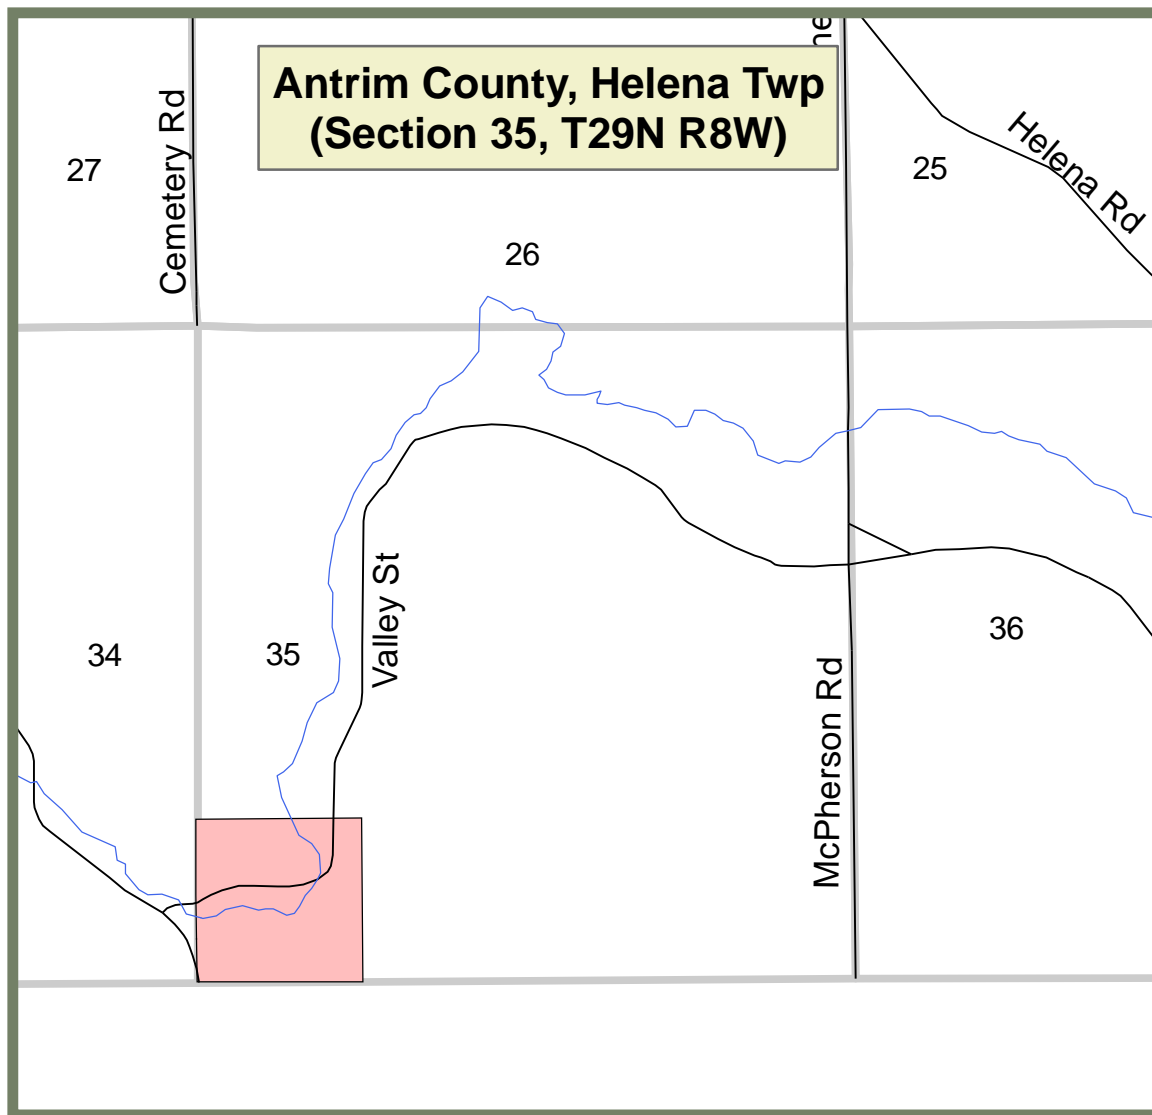 Antrim County, Helena Twp
(Section 35, T29N R8W)
27
Cemetery Rd
25
Helena Rd
26
34
35
Valley St
36
McPherson Rd